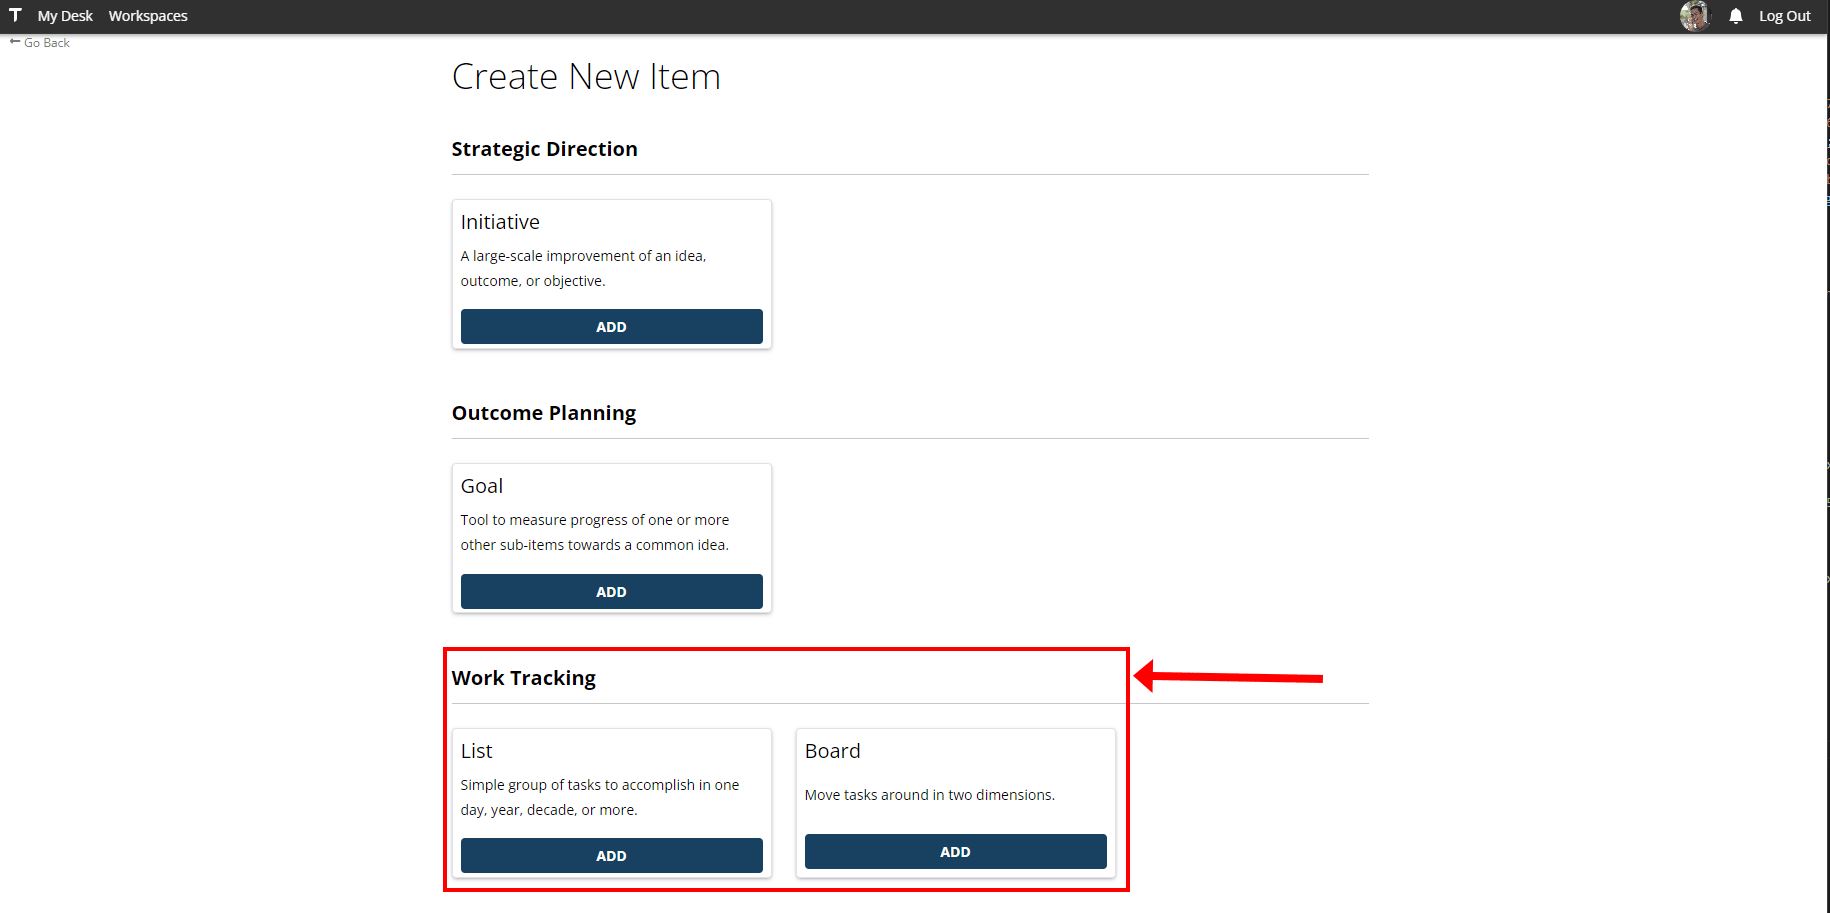 T My Desk Workspaces Log Out
Go Back
Create New Item
Strategic Direction
Initiative
A large-scale improvement of an idea,
outcome, or objective.
ADD
Outcome Planning
Goal
Tool to measure progress of one or more
other sub-items towards a common idea.
ADD
Work Tracking
List
Simple group of tasks to accomplish in one
day, year, decade, or more.
ADD
Board
Move tasks around in two dimensions.
ADD